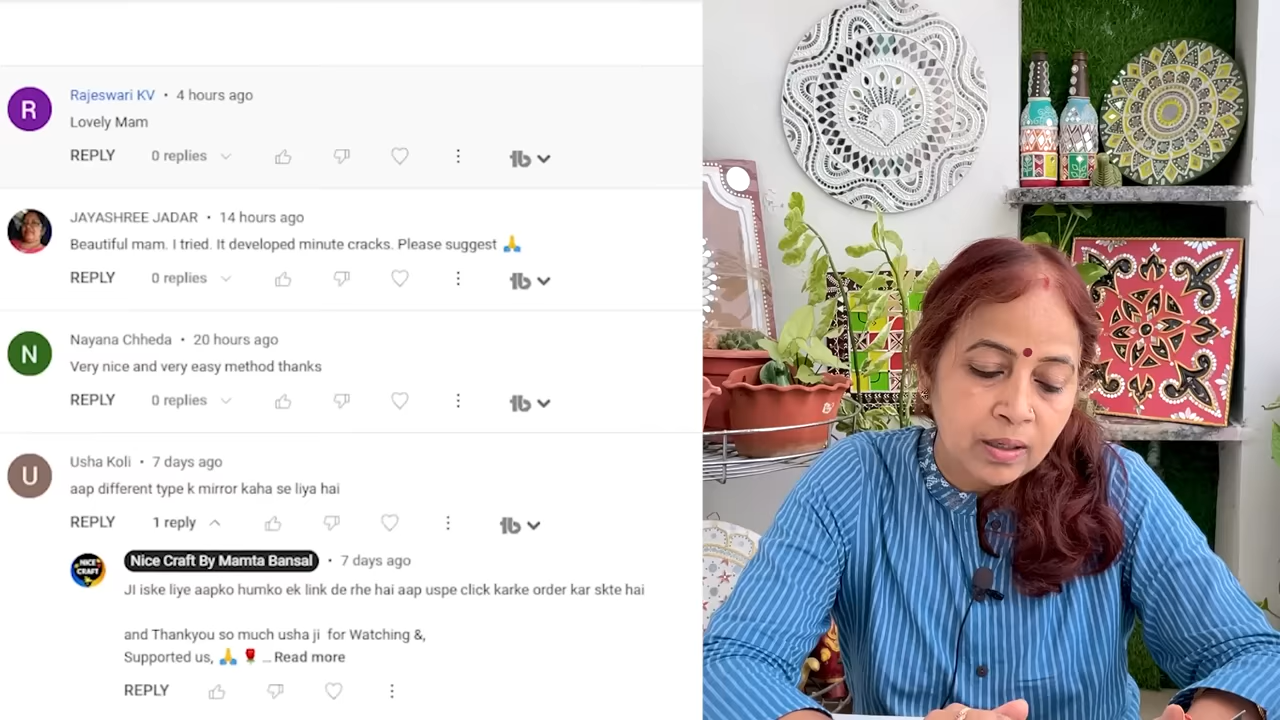 R
Rajeswari KV • 4 hours ago
Lovely Mam
REPLY 0 replies
JAYASHREE JADAR • 14 hours ago
Beautiful mam. I tried. It developed minute cracks. Please suggest 🙏
REPLY 0 replies
N
Nayana Chheda • 20 hours ago
Very nice and very easy method thanks
REPLY 0 replies
U
Usha Koli • 7 days ago
aap different type k mirror kaha se liya hai
REPLY 1 reply
NICE
CRAFT
Nice Craft By Mamta Bansal • 7 days ago
JI iske liye aapko humko ek link de rhe hai aap uspe click karke order kar skte hai
and Thankyou so much usha ji for Watching &,
Supported us, 🙏 🌹 ... Read more
REPLY